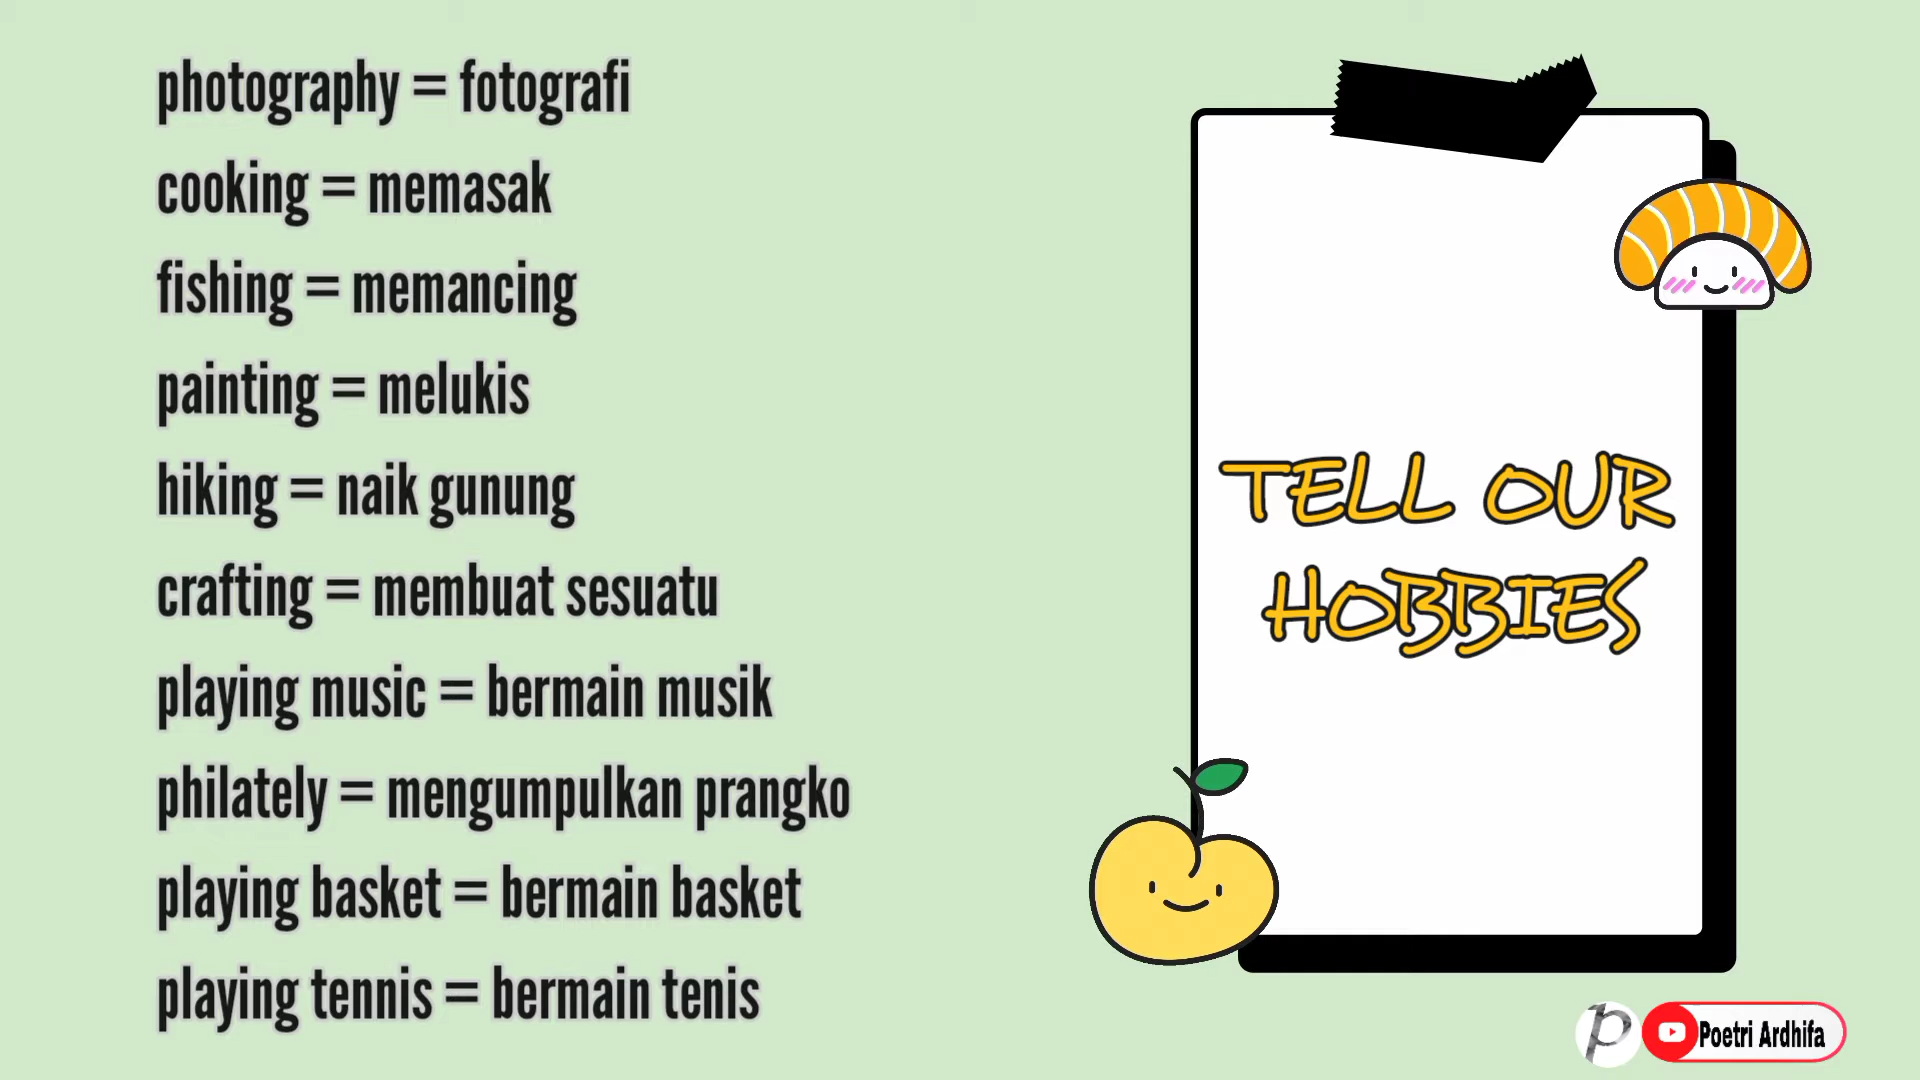 photography = fotografi
cooking = memasak
fishing = memancing
painting = melukis
hiking = naik gunung
crafting = membuat sesuatu
playing music = bermain musik
philately = mengumpulkan prangko
playing basket = bermain basket
playing tennis = bermain tenis
TELL OUR
HOBBIES
p
Poetri Ardhifa